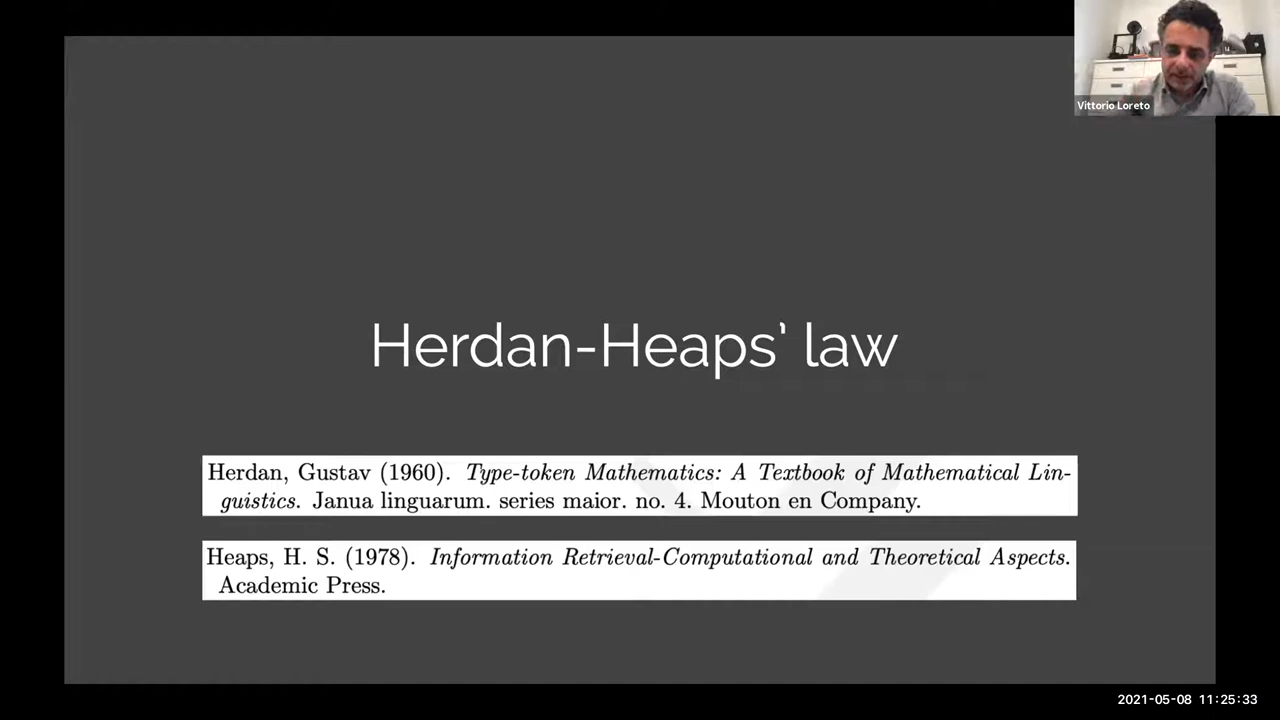 Vittorio Loreto
Herdan-Heaps' law
Herdan, Gustav (1960). Type-token Mathematics: A Textbook of Mathematical Lin-
guistics. Janua linguarum. series maior. no. 4. Mouton en Company.
Heaps, H. S. (1978). Information Retrieval-Computational and Theoretical Aspects.
Academic Press.
2021-05-08 11:25:33